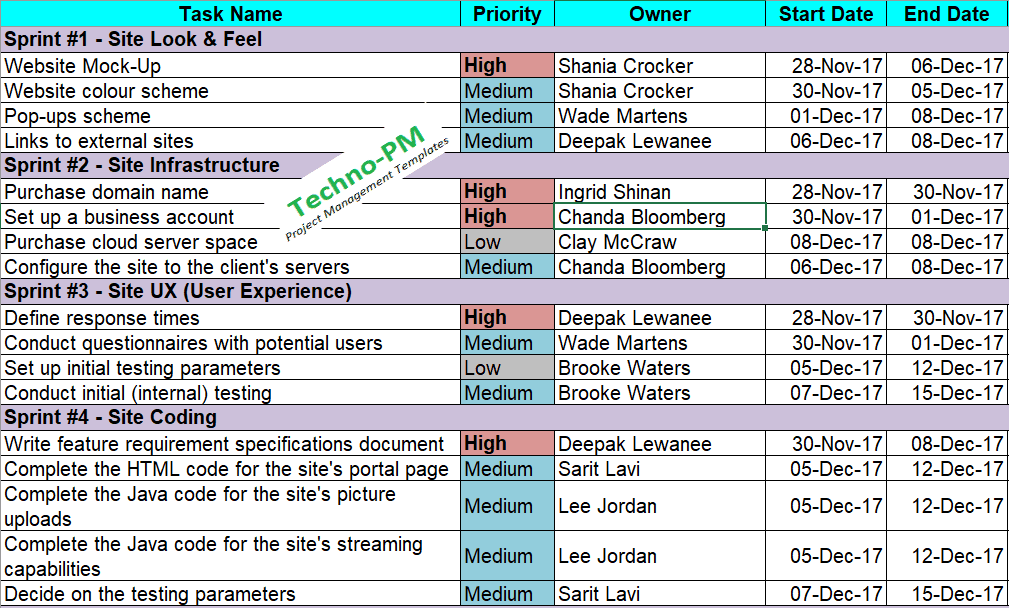 Task Name Priority Owner Start Date End Date
Sprint #1 - Site Look & Feel
Website Mock-Up High Shania Crocker 28-Nov-17 06-Dec-17
Website colour scheme Medium Shania Crocker 30-Nov-17 05-Dec-17
Pop-ups scheme Medium Wade Martens 01-Dec-17 08-Dec-17
Links to external sites Medium Deepak Lewanee 06-Dec-17 08-Dec-17
Sprint #2 - Site Infrastructure
Techno-PM
Project Management Templates
Purchase domain name High Ingrid Shinan 28-Nov-17 30-Nov-17
Set up a business account High Chanda Bloomberg 30-Nov-17 01-Dec-17
Purchase cloud server space Low Clay McCraw 08-Dec-17 08-Dec-17
Configure the site to the client's servers Medium Chanda Bloomberg 06-Dec-17 08-Dec-17
Sprint #3 - Site UX (User Experience)
Define response times High Deepak Lewanee 28-Nov-17 30-Nov-17
Conduct questionnaires with potential users Medium Wade Martens 30-Nov-17 01-Dec-17
Set up initial testing parameters Low Brooke Waters 05-Dec-17 12-Dec-17
Conduct initial (internal) testing Medium Brooke Waters 07-Dec-17 15-Dec-17
Sprint #4 - Site Coding
Write feature requirement specifications document High Deepak Lewanee 30-Nov-17 08-Dec-17
Complete the HTML code for the site's portal page Medium Sarit Lavi 05-Dec-17 12-Dec-17
Complete the Java code for the site's picture
uploads Medium Lee Jordan 05-Dec-17 12-Dec-17
Complete the Java code for the site's streaming
capabilities Medium Lee Jordan 05-Dec-17 12-Dec-17
Decide on the testing parameters Medium Sarit Lavi 07-Dec-17 15-Dec-17